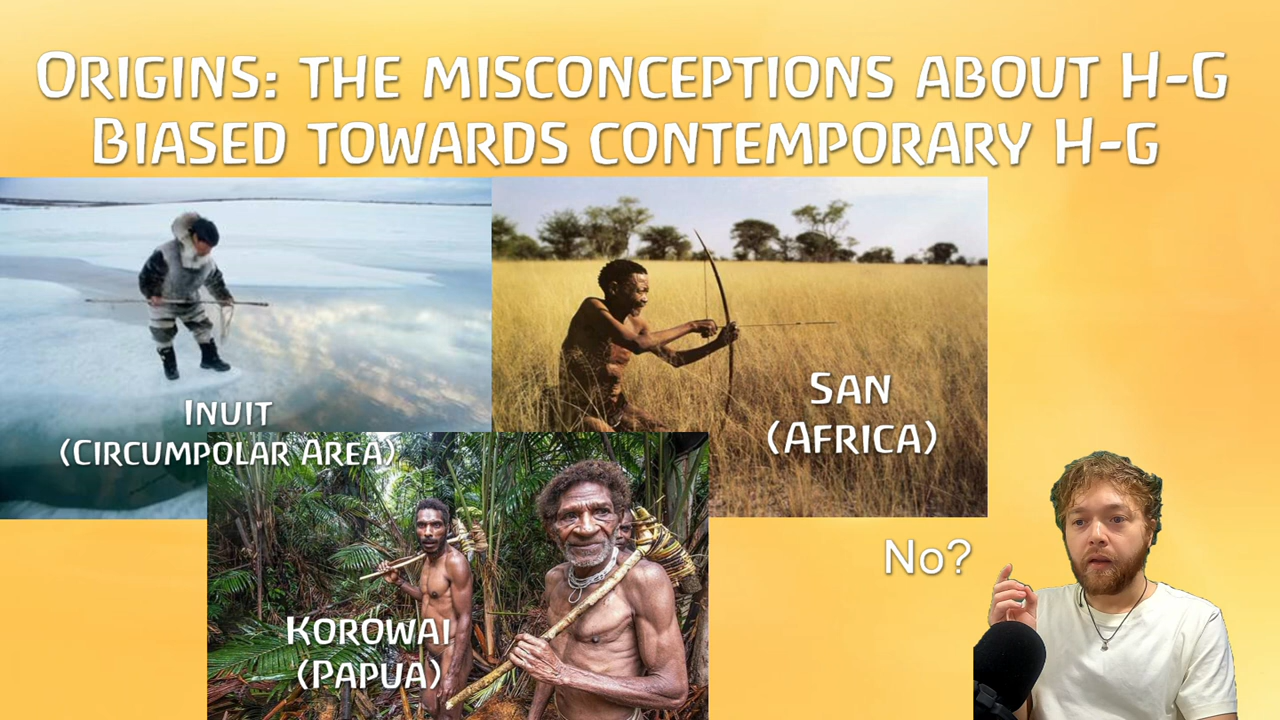 Origins: the misconceptions about H-G
Biased towards contemporary H-g
Inuit
(Circumpolar Area)
San
(Africa)
No?
Korowai
(Papua)